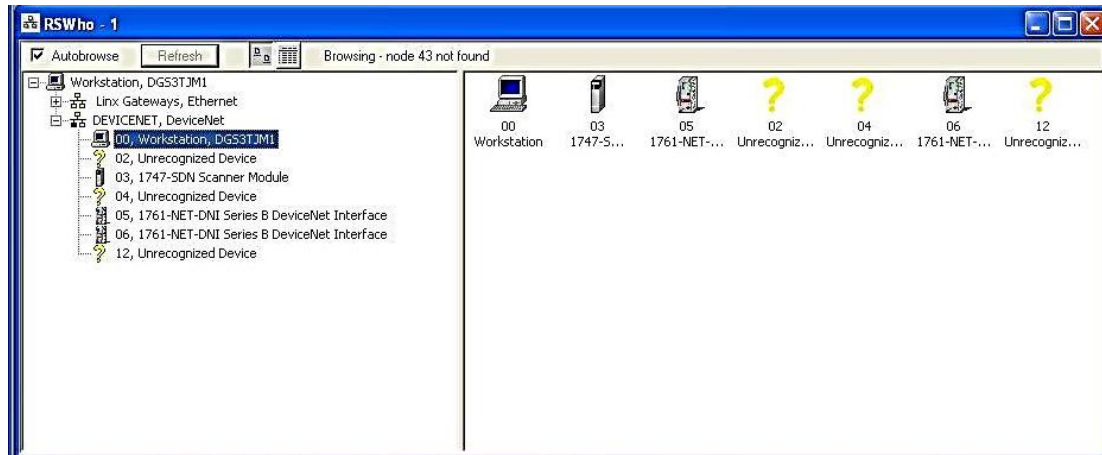 RSWho - 1
Autobrowse Refresh Browsing - node 43 not found
Workstation, DGS3TJM1
Linx Gateways, Ethernet
DEVICENET, DeviceNet
00, Workstation, DGS3TJM1
02, Unrecognized Device
03, 1747-SDN Scanner Module
04, Unrecognized Device
05, 1761-NET-DNI Series B DeviceNet Interface
06, 1761-NET-DNI Series B DeviceNet Interface
12, Unrecognized Device
00 03 05 02 04 06 12
Workstation 1747-S... 1761-NET-... Unrecogniz... Unrecogniz... 1761-NET-... Unrecogniz...